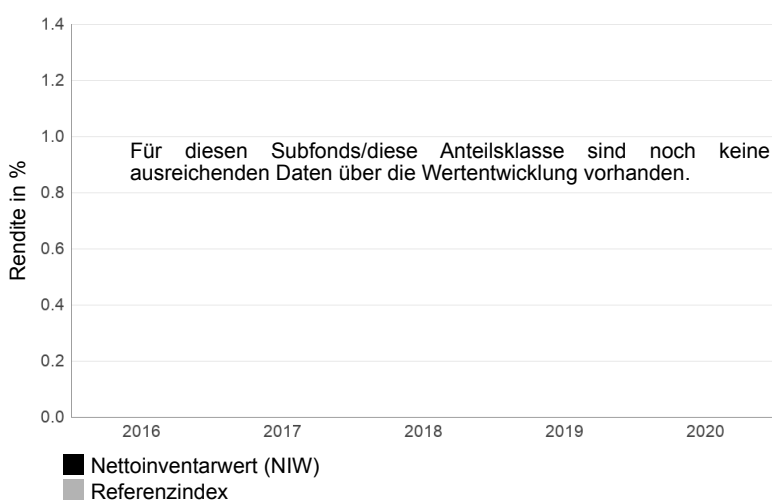 1.4
1.2
1.0
Für diesen Subfonds/diese Anteilsklasse sind noch keine
ausreichenden Daten über die Wertentwicklung vorhanden.
0.8
0.6
0.4
0.2
0.0
Rendite in %
2016 2017 2018 2019 2020
Nettoinventarwert (NIW)
Referenzindex